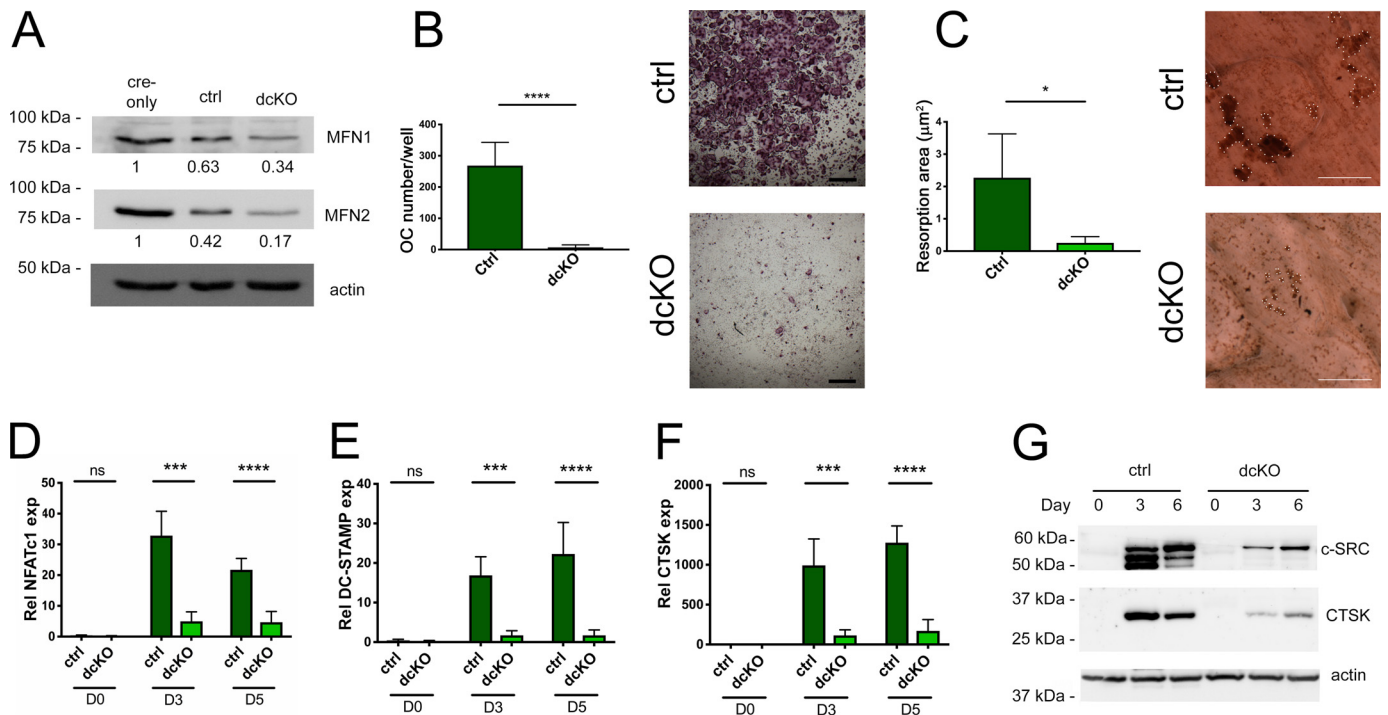 A
cre-
only ctrl dcKO
100 kDa -
75 kDa -
MFN1
1 0.63 0.34
100 kDa -
75 kDa -
MFN2
1 0.42 0.17
50 kDa -
actin
B
****
OC number/well
400
300
200
100
0
Ctrl
dcKO
ctrl
dcKO
C
*
Resorption area (µm²)
4
3
2
1
0
Ctrl
dcKO
ctrl
dcKO
D
ns *** ****
Rel NFATc1 exp
50
40
30
20
10
0
ctrl dcKO ctrl dcKO ctrl dcKO
D0 D3 D5
E
ns *** ****
Rel DC-STAMP exp
40
30
20
10
0
ctrl dcKO ctrl dcKO ctrl dcKO
D0 D3 D5
F
ns *** ****
Rel CTSK exp
2000
1500
1000
500
0
ctrl dcKO ctrl dcKO ctrl dcKO
D0 D3 D5
G
ctrl dcKO
Day 0 3 6 0 3 6
60 kDa-
50 kDa -
c-SRC
37 kDa -
25 kDa -
CTSK
actin
37 kDa -